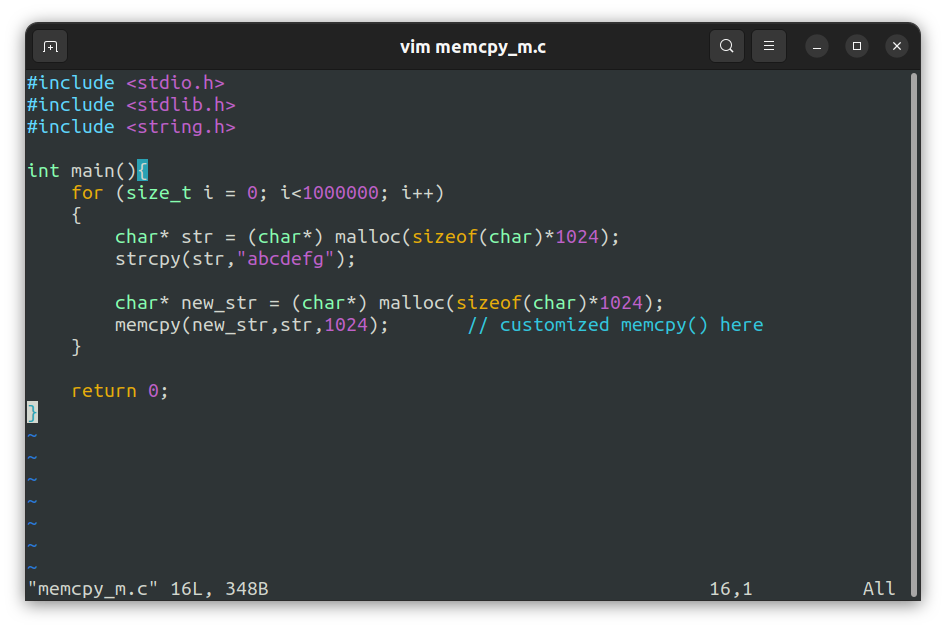 vim memcpy_m.c
#include <stdio.h>
#include <stdlib.h>
#include <string.h>

int main(){
    for (size_t i = 0; i<1000000; i++)
    {
        char* str = (char*) malloc(sizeof(char)*1024);
        strcpy(str,"abcdefg");

        char* new_str = (char*) malloc(sizeof(char)*1024);
        memcpy(new_str,str,1024);       // customized memcpy() here
    }

    return 0;
}
~
~
~
~
~
~
~
"memcpy_m.c" 16L, 348B                                        16,1          All